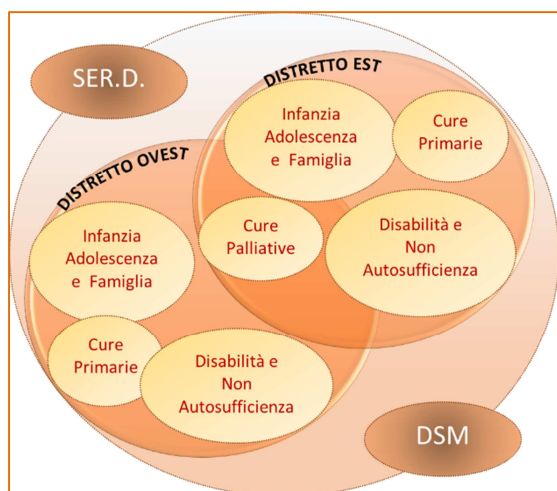 SER.D.
DISTRETTO EST
Infanzia
Adolescenza
e Famiglia
Cure
Primarie
Cure
Palliative
Disabilità e
Non
Autosufficienza
DISTRETTO OVEST
Infanzia
Adolescenza
e Famiglia
Cure
Primarie
Disabilità e
Non
Autosufficienza
DSM